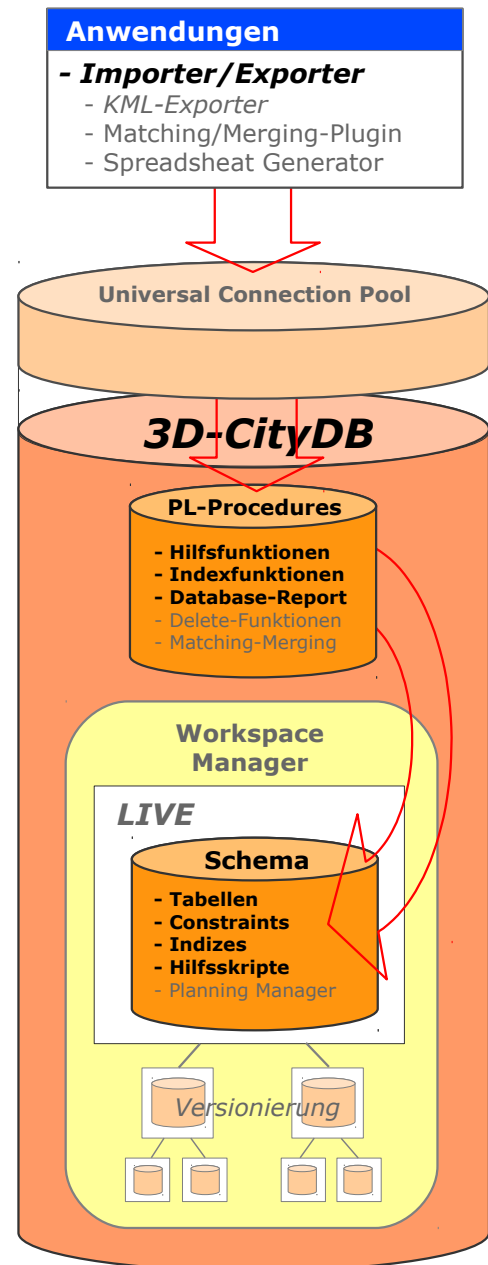 Anwendungen
- Importer/Exporter
- KML-Exporter
- Matching/Merging-Plugin
- Spreadsheat Generator
Universal Connection Pool
3D-CityDB
PL-Procedures
- Hilfsfunktionen
- Indexfunktionen
- Database-Report
- Delete-Funktionen
- Matching-Merging
Workspace
Manager
LIVE
Schema
- Tabellen
- Constraints
- Indizes
- Hilfsskripte
- Planning Manager
Versionierung